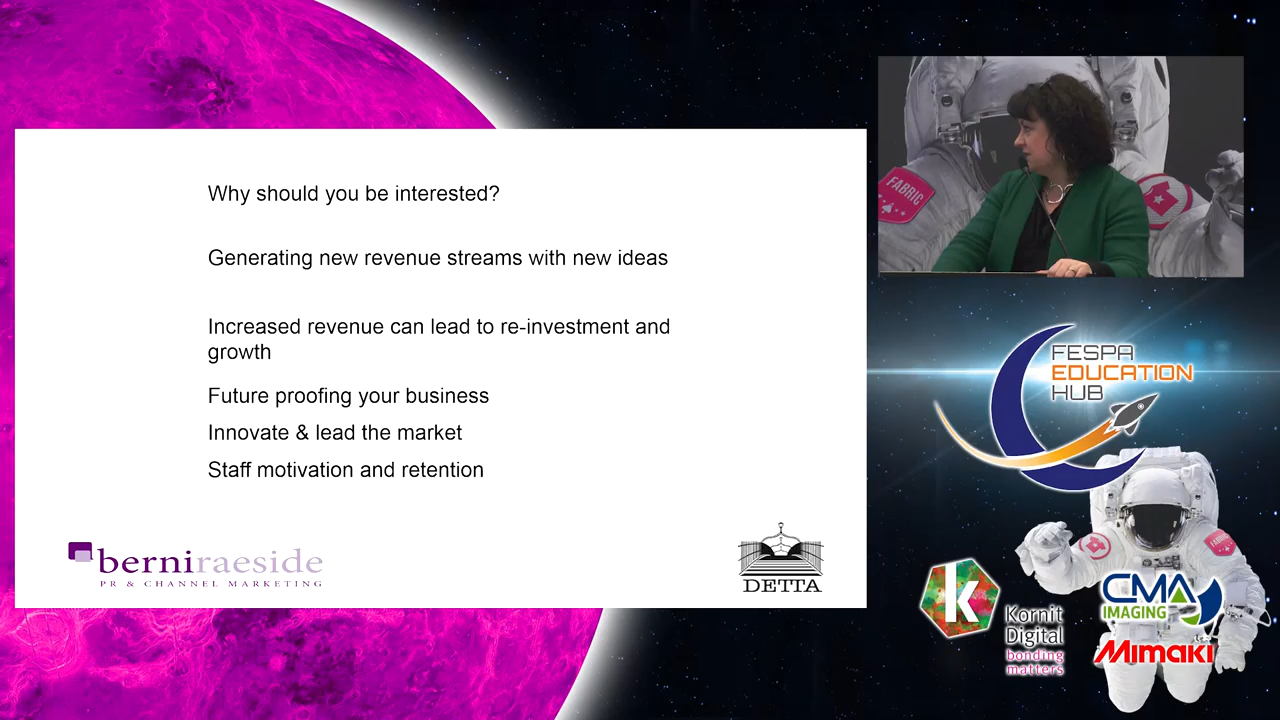 Why should you be interested?
Generating new revenue streams with new ideas
Increased revenue can lead to re-investment and
growth
Future proofing your business
Innovate & lead the market
Staff motivation and retention
berniraeside
PR & CHANNEL MARKETING
DETTA
FABRIC
FESPA
EDUCATION
HUB
FABRIC
k
Kornit
Digital
bonding
matters
CMA
IMAGING
Mimaki